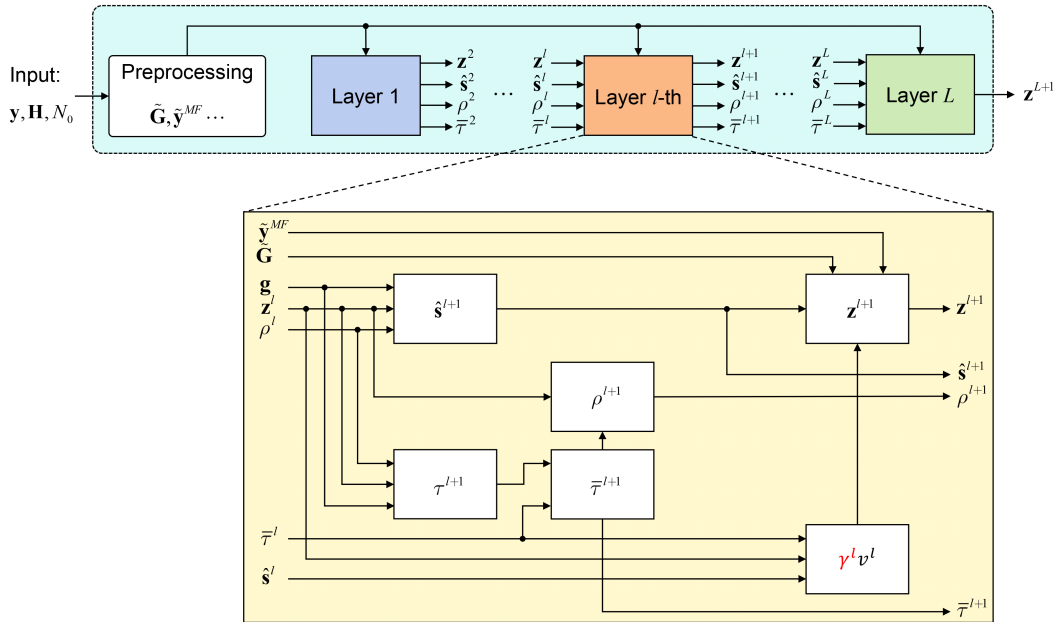 Input:
y, H, N₀
Preprocessing
G̃, ỹ^{MF} ⋯
Layer 1
z²
ŝ²
ρ²
τ̄²
⋯
z^l
ŝ^l
ρ^l
τ̄^l
Layer l-th
z^{l+1}
ŝ^{l+1}
ρ^{l+1}
τ̄^{l+1}
⋯
z^L
ŝ^L
ρ^L
τ̄^L
Layer L
z^{L+1}
ỹ^{MF}
G̃
g
z^l
ρ^l
ŝ^{l+1}
z^{l+1}
z^{l+1}
ŝ^{l+1}
ρ^{l+1}
ρ^{l+1}
τ^{l+1}
τ̄^{l+1}
τ̄^l
ŝ^l
γ^l v^l
τ̄^{l+1}